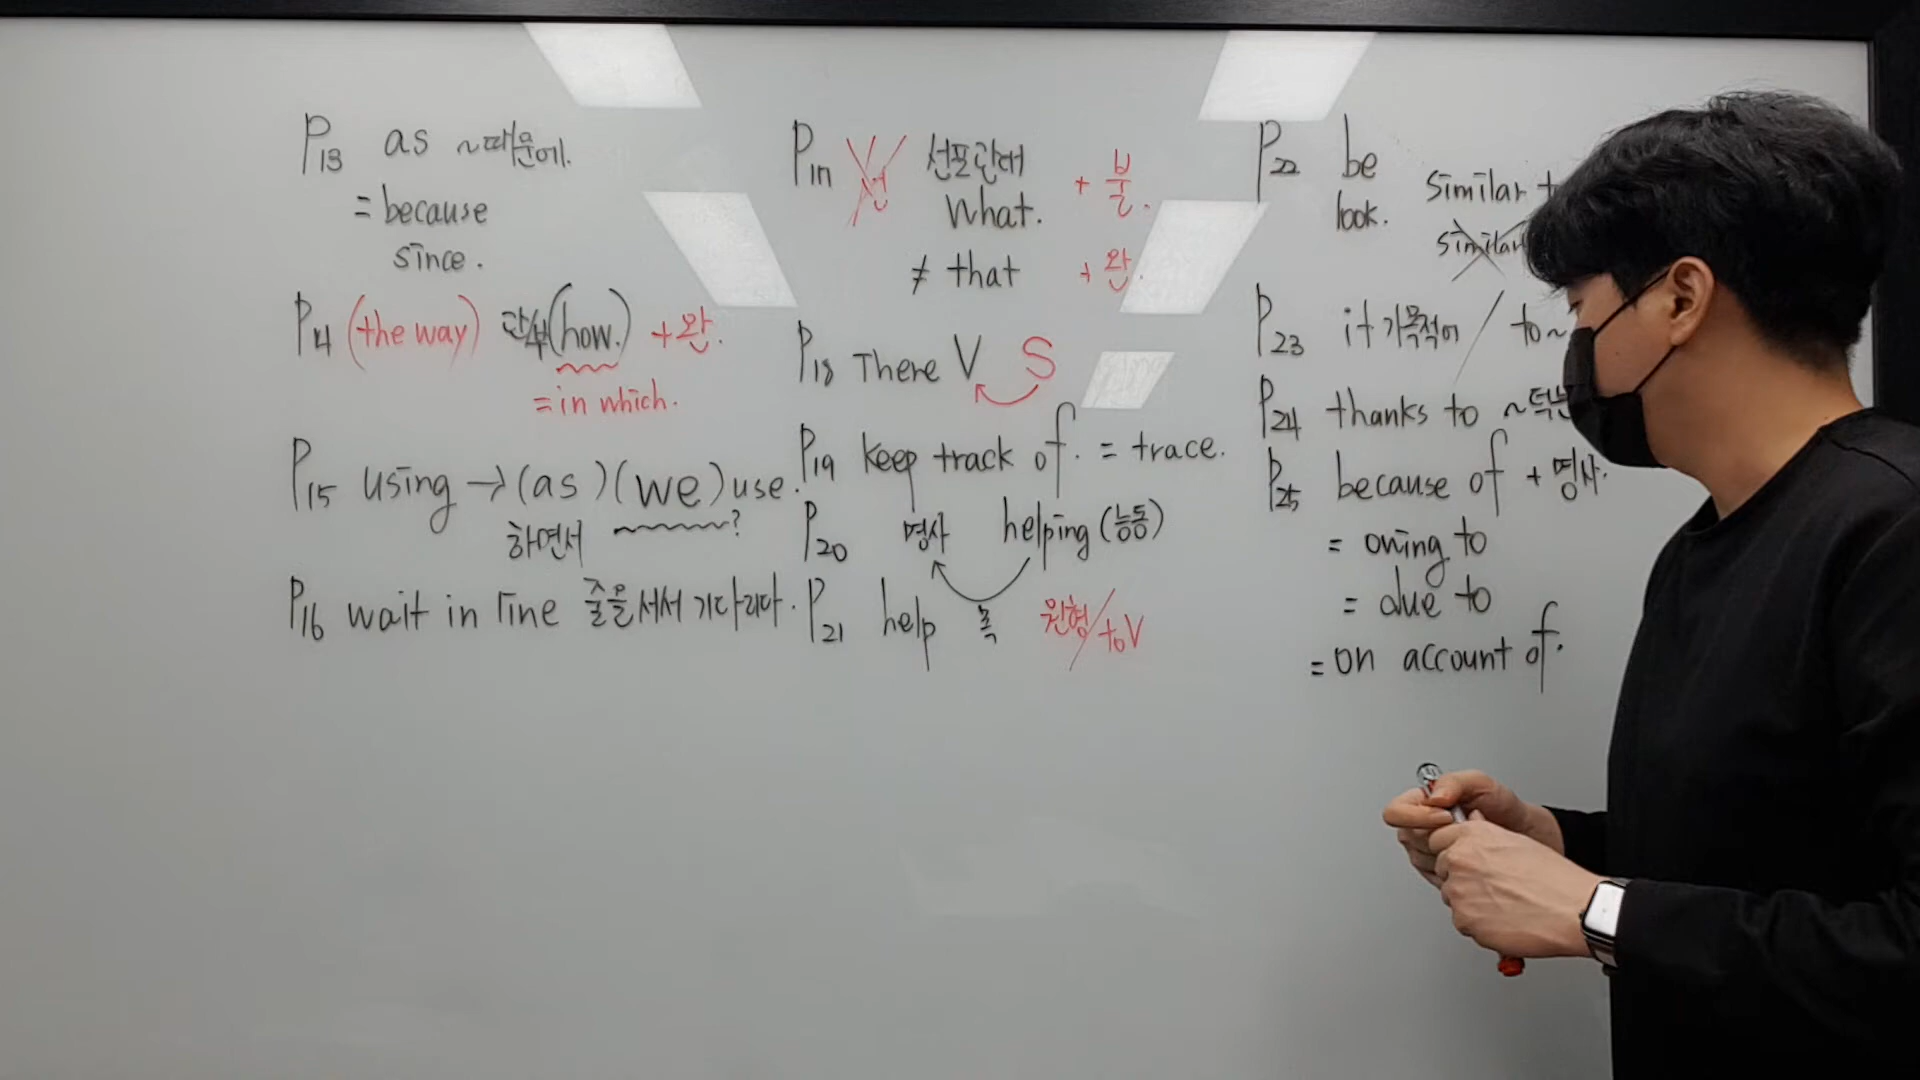 P13 as ~때문에.
= because
since.
P14 (the way) 관부(how.) +완.
= in which.
P15 using → (as)(we) use.
하면서 ?
P16 wait in line 줄을 서서 기다리다.
P17 선 선포관대 + 불.
what.
≠ that + 완.
P18 There V S
P19 keep track of. = trace.
P20 명사 helping (능동)
P21 help 목 원형/to V
P22 be similar
look. similar
P23 it 가목적어 / to~
P24 thanks to
P25 because of + 명사.
= owing to
= due to
= on account of.